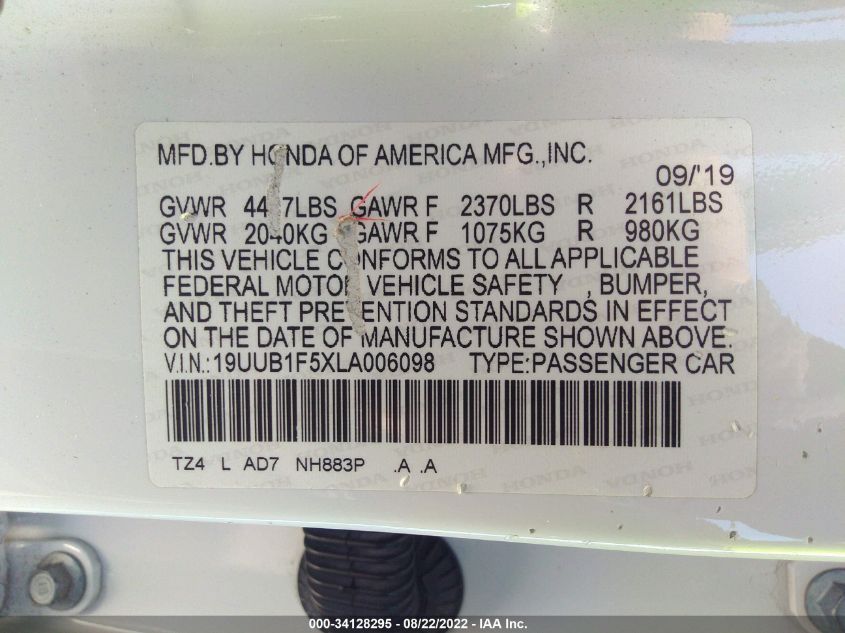 MFD.BY HONDA OF AMERICA MFG.,INC.
09/'19
GVWR LBS GAWR F 2370LBS R 2161LBS
GVWR 2040KG GAWR F 1075KG R 980KG
THIS VEHICLE CONFORMS TO ALL APPLICABLE
FEDERAL MOTOR VEHICLE SAFETY , BUMPER,
AND THEFT PREVENTION STANDARDS IN EFFECT
ON THE DATE OF MANUFACTURE SHOWN ABOVE.
V.I.N.:19UUB1F5XLA006098 TYPE:PASSENGER CAR
TZ4 L AD7 NH883P .A .A
000-34128295 - 08/22/2022 - IAA Inc.